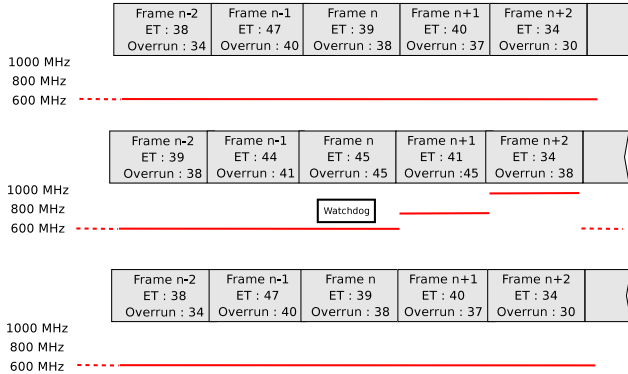 Frame n-2 Frame n-1 Frame n Frame n+1 Frame n+2
ET : 38 ET : 47 ET : 39 ET : 40 ET : 34
Overrun : 34 Overrun : 40 Overrun : 38 Overrun : 37 Overrun : 30
1000 MHz
800 MHz
600 MHz
Frame n-2 Frame n-1 Frame n Frame n+1 Frame n+2
ET : 39 ET : 44 ET : 45 ET : 41 ET : 34
Overrun : 38 Overrun : 41 Overrun : 45 Overrun :45 Overrun : 38
1000 MHz
800 MHz Watchdog
600 MHz
Frame n-2 Frame n-1 Frame n Frame n+1 Frame n+2
ET : 38 ET : 47 ET : 39 ET : 40 ET : 34
Overrun : 34 Overrun : 40 Overrun : 38 Overrun : 37 Overrun : 30
1000 MHz
800 MHz
600 MHz